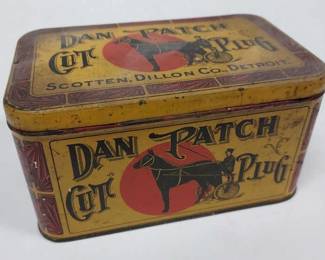 DAN PATCH
CUT PLUG
SCOTTEN, DILLON CO. DETROIT.
DAN PATCH
CUT PLUG